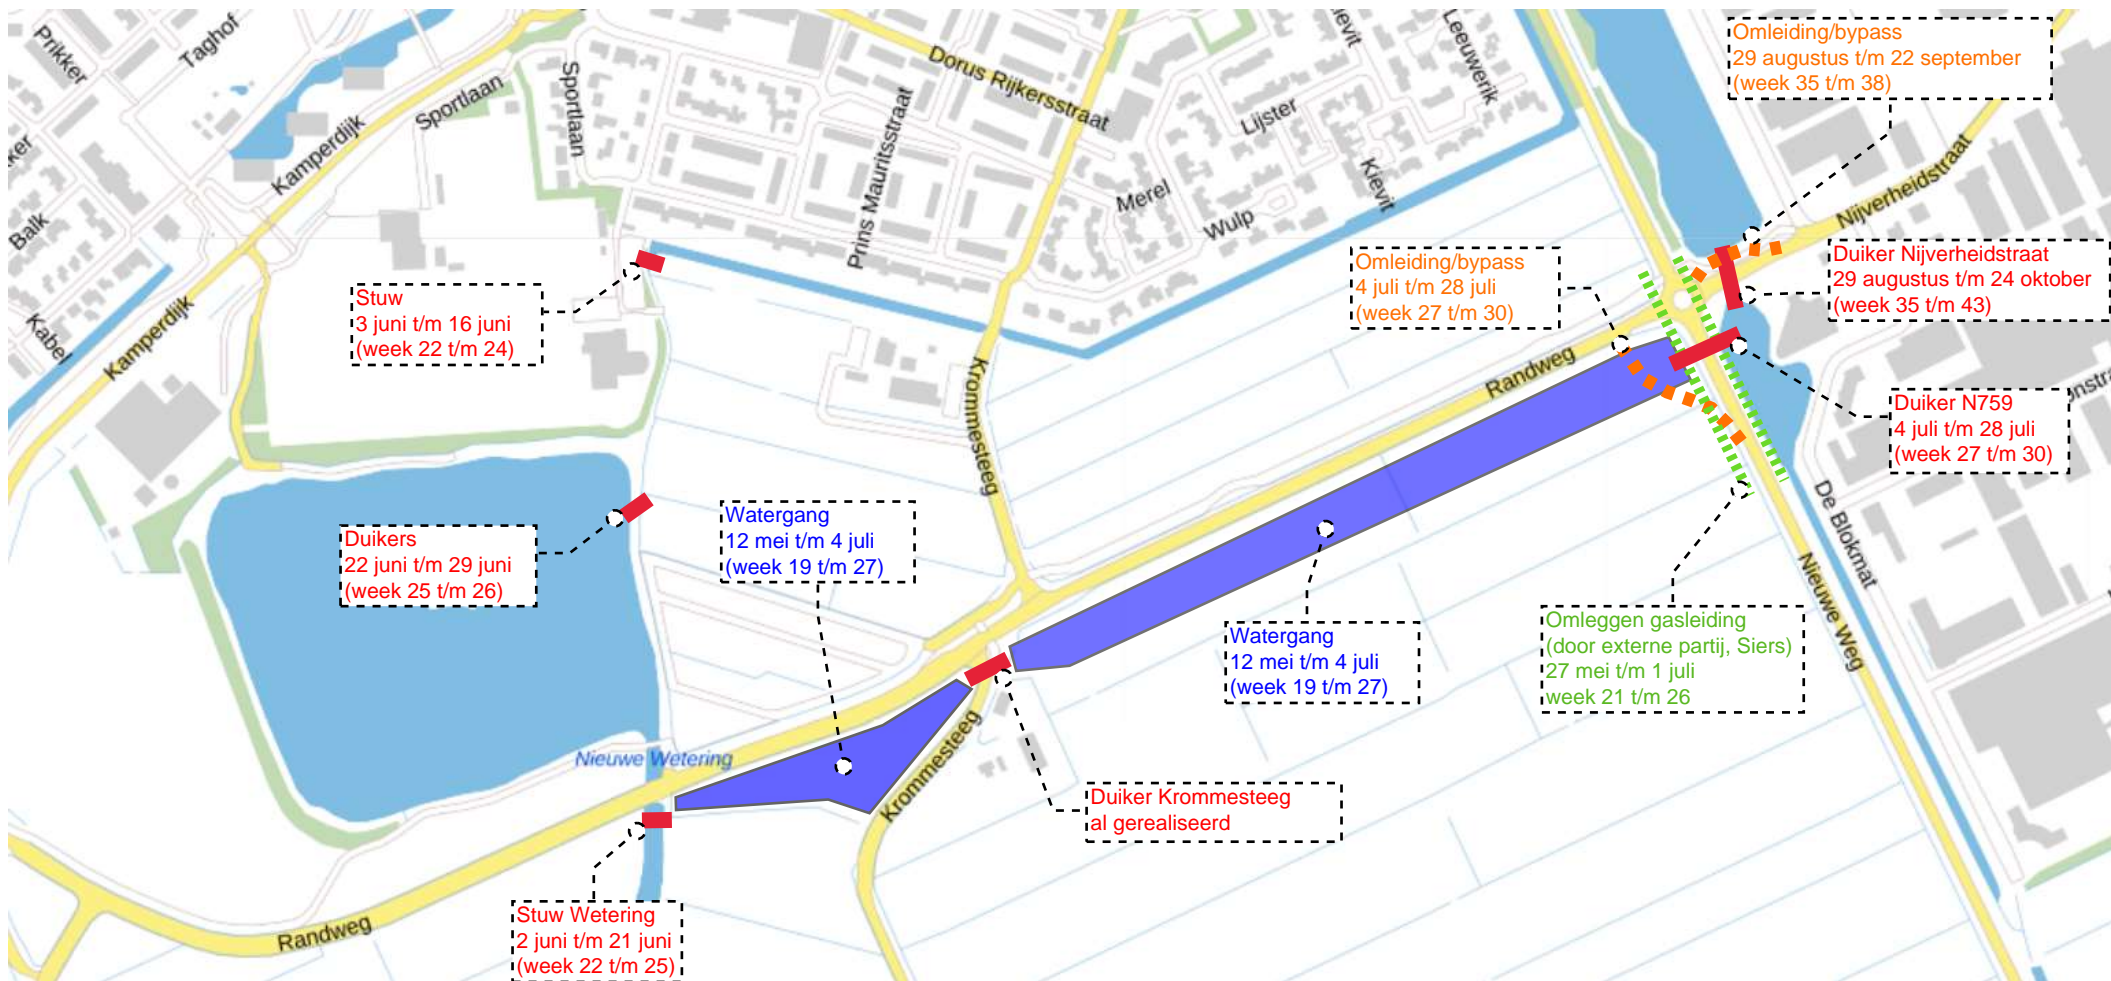 Prikker
Taghof
Kamperdijk
Sportlaan
Sportlaan
Prins Mauritsstraat
Dorus Rijkersstraat
Kievit
Leeuwerik
Lijster
Kievit
Merel
Wulp
Omleiding/bypass
29 augustus t/m 22 september
(week 35 t/m 38)
Nijverheidstraat
Balk
Kabel
Kamperdijk
Stuw
3 juni t/m 16 juni
(week 22 t/m 24)
Omleiding/bypass
4 juli t/m 28 juli
(week 27 t/m 30)
Duiker Nijverheidstraat
29 augustus t/m 24 oktober
(week 35 t/m 43)
Krommesteeg
Randweg
Duiker N759
4 juli t/m 28 juli
(week 27 t/m 30)
Duikers
22 juni t/m 29 juni
(week 25 t/m 26)
Watergang
12 mei t/m 4 juli
(week 19 t/m 27)
De Blokmat
Nieuwe Weg
Watergang
12 mei t/m 4 juli
(week 19 t/m 27)
Omleggen gasleiding
(door externe partij, Siers)
27 mei t/m 1 juli
week 21 t/m 26
Nieuwe Wetering
Krommesteeg
Duiker Krommesteeg
al gerealiseerd
Randweg
Stuw Wetering
2 juni t/m 21 juni
(week 22 t/m 25)